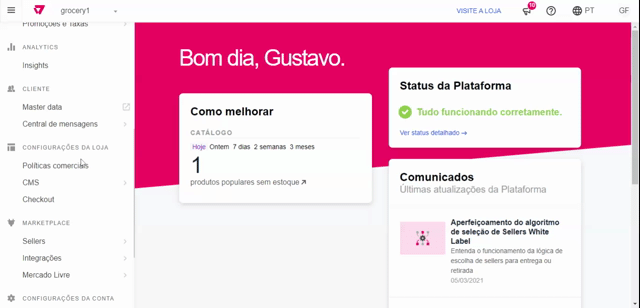 grocery1
VISITE A LOJA
10
PT
GF
Promoções e Taxas
ANALYTICS
Insights
CLIENTE
Master data
Central de mensagens
CONFIGURAÇÕES DA LOJA
Políticas comerciais
CMS
Checkout
MARKETPLACE
Sellers
Integrações
Mercado Livre
CONFIGURAÇÕES DA CONTA
Bom dia, Gustavo.
Como melhorar
CATÁLOGO
Hoje Ontem 7 dias 2 semanas 3 meses
1
produtos populares sem estoque
Status da Plataforma
Tudo funcionando corretamente.
Ver status detalhado →
Comunicados
Últimas atualizações da Plataforma
Aperfeiçoamento do algoritmo
de seleção de Sellers White
Label
Entenda o funcionamento da lógica de
escolha de sellers para entrega ou
retirada
05/03/2021